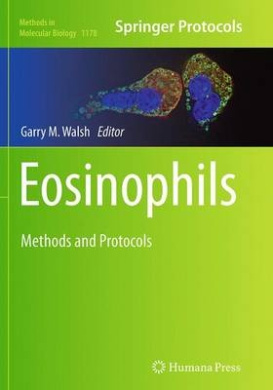 Methods in
Molecular Biology 1178
Springer Protocols
Garry M. Walsh Editor
Eosinophils
Methods and Protocols
Humana Press